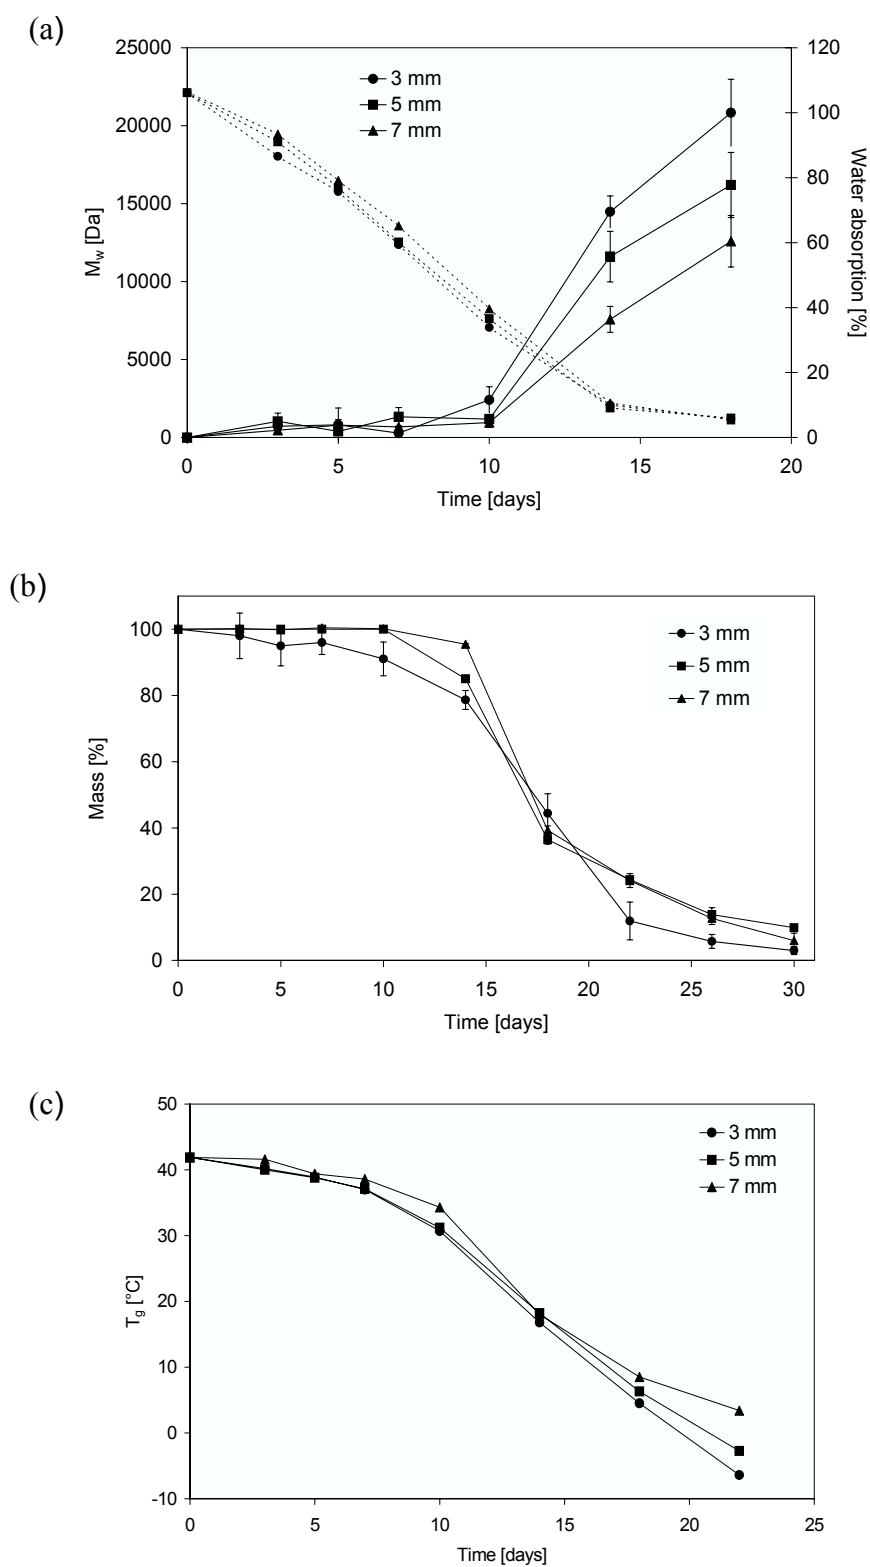 (a)
25000
20000
15000
10000
5000
0
Mw [Da]
3 mm
5 mm
7 mm
120
100
80
60
40
20
0
Water absorption [%]
0 5 10 15 20
Time [days]
(b)
100
80
60
40
20
0
Mass [%]
3 mm
5 mm
7 mm
0 5 10 15 20 25 30
Time [days]
(c)
50
40
30
20
10
0
-10
Tg [°C]
3 mm
5 mm
7 mm
0 5 10 15 20 25
Time [days]